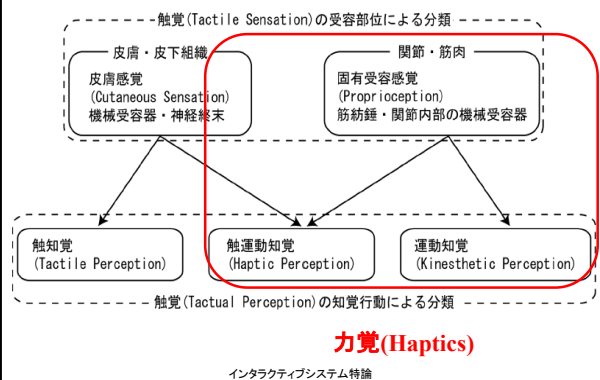 触覚(Tactile Sensation)の受容部位による分類
皮膚・皮下組織
皮膚感覚
(Cutaneous Sensation)
機械受容器・神経終末
関節・筋肉
固有受容感覚
(Proprioception)
筋紡錘・関節内部の機械受容器
触知覚
(Tactile Perception)
触運動知覚
(Haptic Perception)
運動知覚
(Kinesthetic Perception)
触覚(Tactual Perception)の知覚行動による分類
力覚(Haptics)
インタラクティブシステム特論